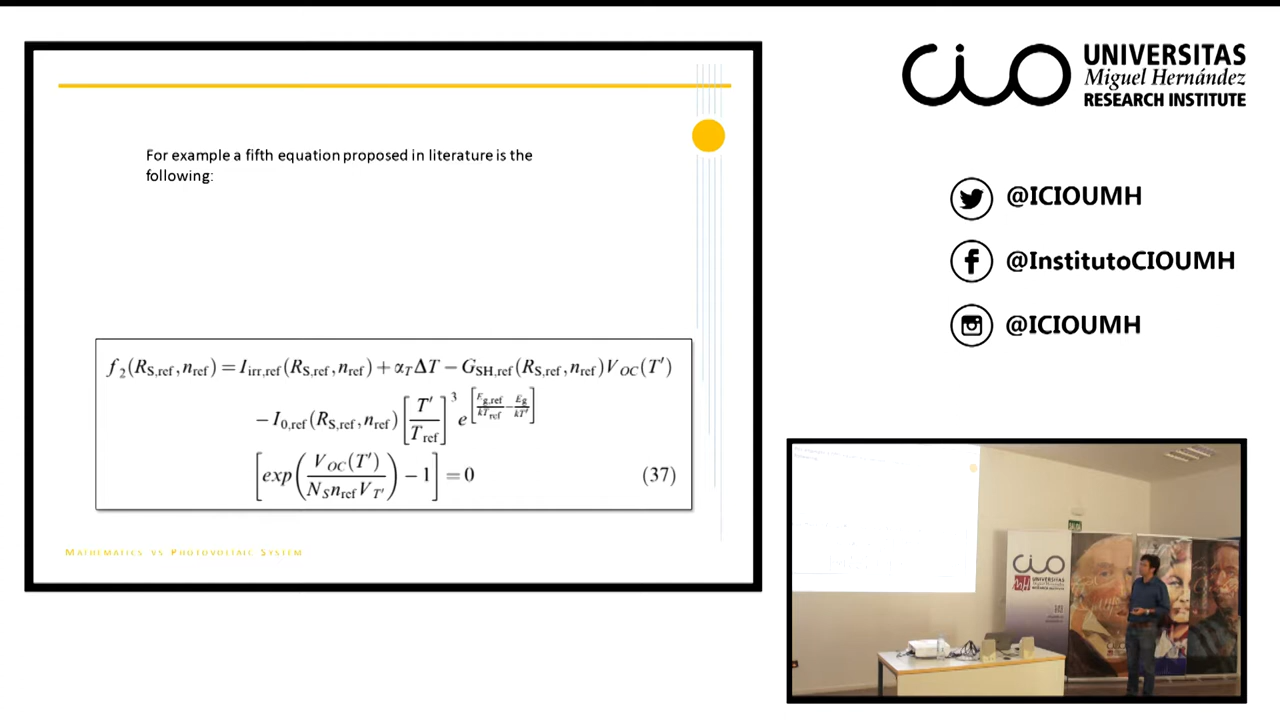 For example a fifth equation proposed in literature is the
following:
f₂(R_S,ref, n_ref) = I_irr,ref(R_S,ref, n_ref) + α_T ΔT − G_SH,ref(R_S,ref, n_ref)V_OC(T′)
− I_0,ref(R_S,ref, n_ref) [T′/T_ref]³ e^[E_g,ref/kT_ref − E_g/kT′]
[exp(V_OC(T′)/N_S n_ref V_T′) − 1] = 0 (37)
MATHEMATICS VS PHOTOVOLTAIC SYSTEM
cio UNIVERSITAS
Miguel Hernández
RESEARCH INSTITUTE
@ICIOUMH
@InstitutoCIOUMH
@ICIOUMH
cio
UNIVERSITAS